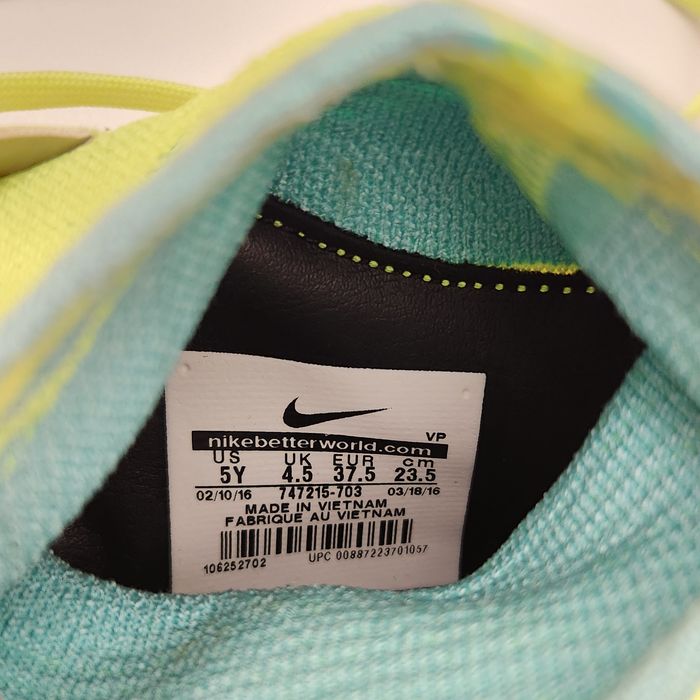 VP
nikebetterworld.com
US UK EUR cm
5Y 4.5 37.5 23.5
02/10/16 747215-703 03/18/16
MADE IN VIETNAM
FABRIQUE AU VIETNAM
106252702 UPC 00887223701057